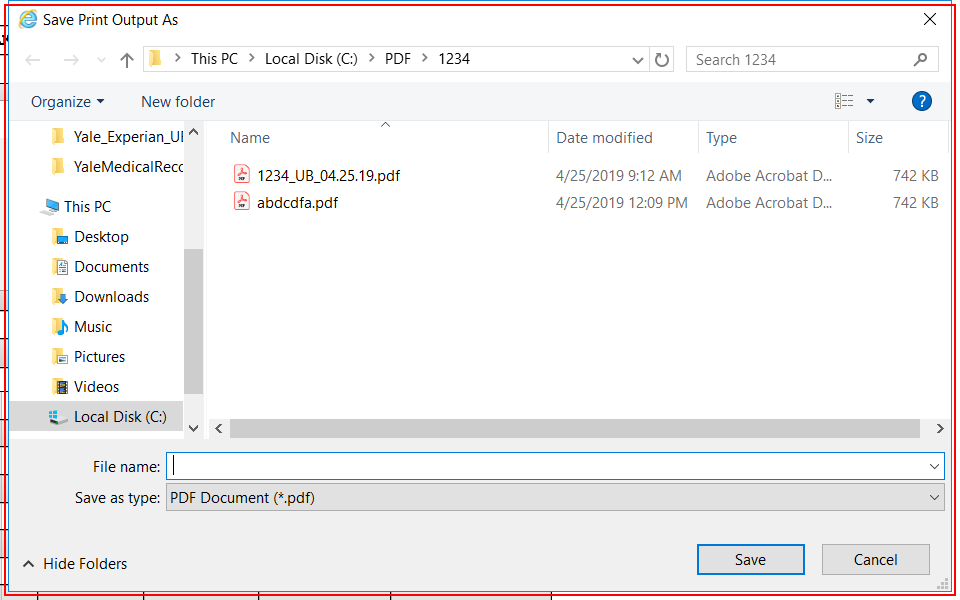 Save Print Output As
This PC > Local Disk (C:) > PDF > 1234
Search 1234
Organize
New folder
?
Yale_Experian_UB
YaleMedicalReco
This PC
Desktop
Documents
Downloads
Music
Pictures
Videos
Local Disk (C:)
Name Date modified Type Size
1234_UB_04.25.19.pdf 4/25/2019 9:12 AM Adobe Acrobat D... 742 KB
abdcdfa.pdf 4/25/2019 12:09 PM Adobe Acrobat D... 742 KB
File name:
Save as type: PDF Document (*.pdf)
Hide Folders
Save
Cancel